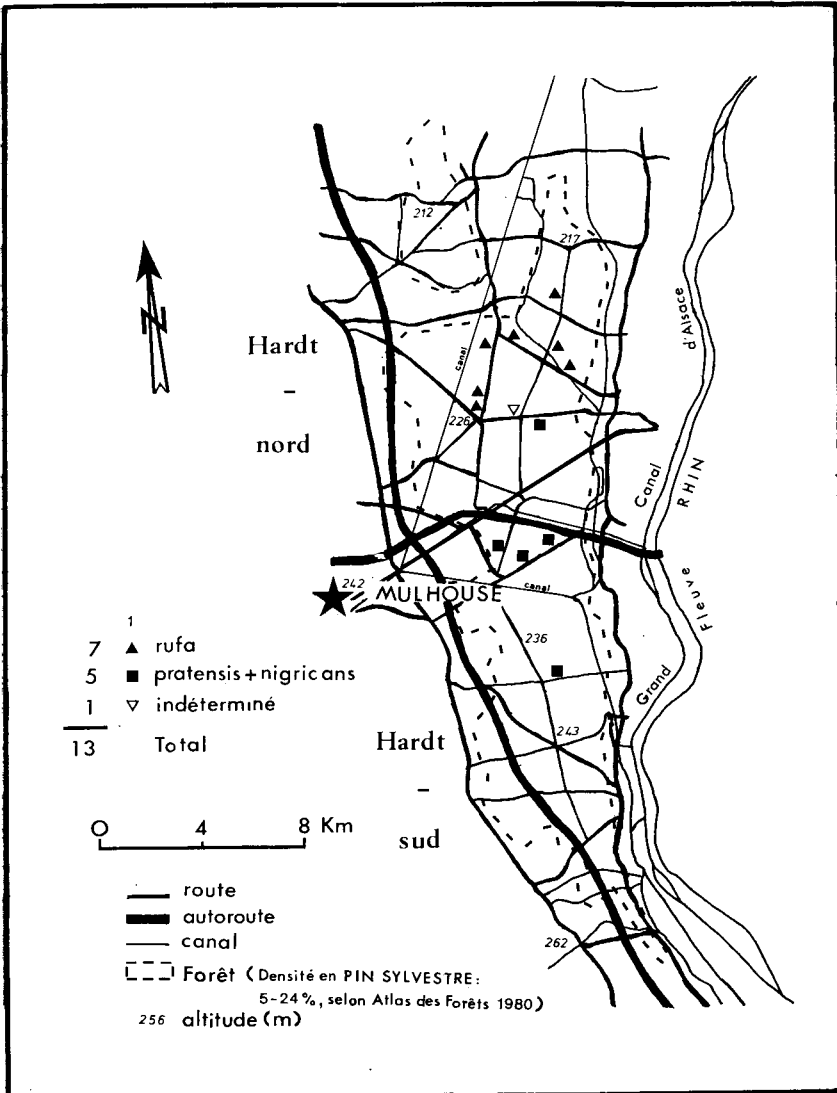 212
217
d'Alsace
Hardt
–
nord
canal
226
Canal
RHIN
242
MULHOUSE
canal
Fleuve
1
7 ▲ rufa
5 ■ pratensis+nigricans
1 ▽ indéterminé
13 Total
236
Grand
243
Hardt
–
sud
0 4 8 Km
route
autoroute
canal
Forêt (Densité en PIN SYLVESTRE:
5-24%, selon Atlas des Forêts 1980)
256 altitude (m)
262
N